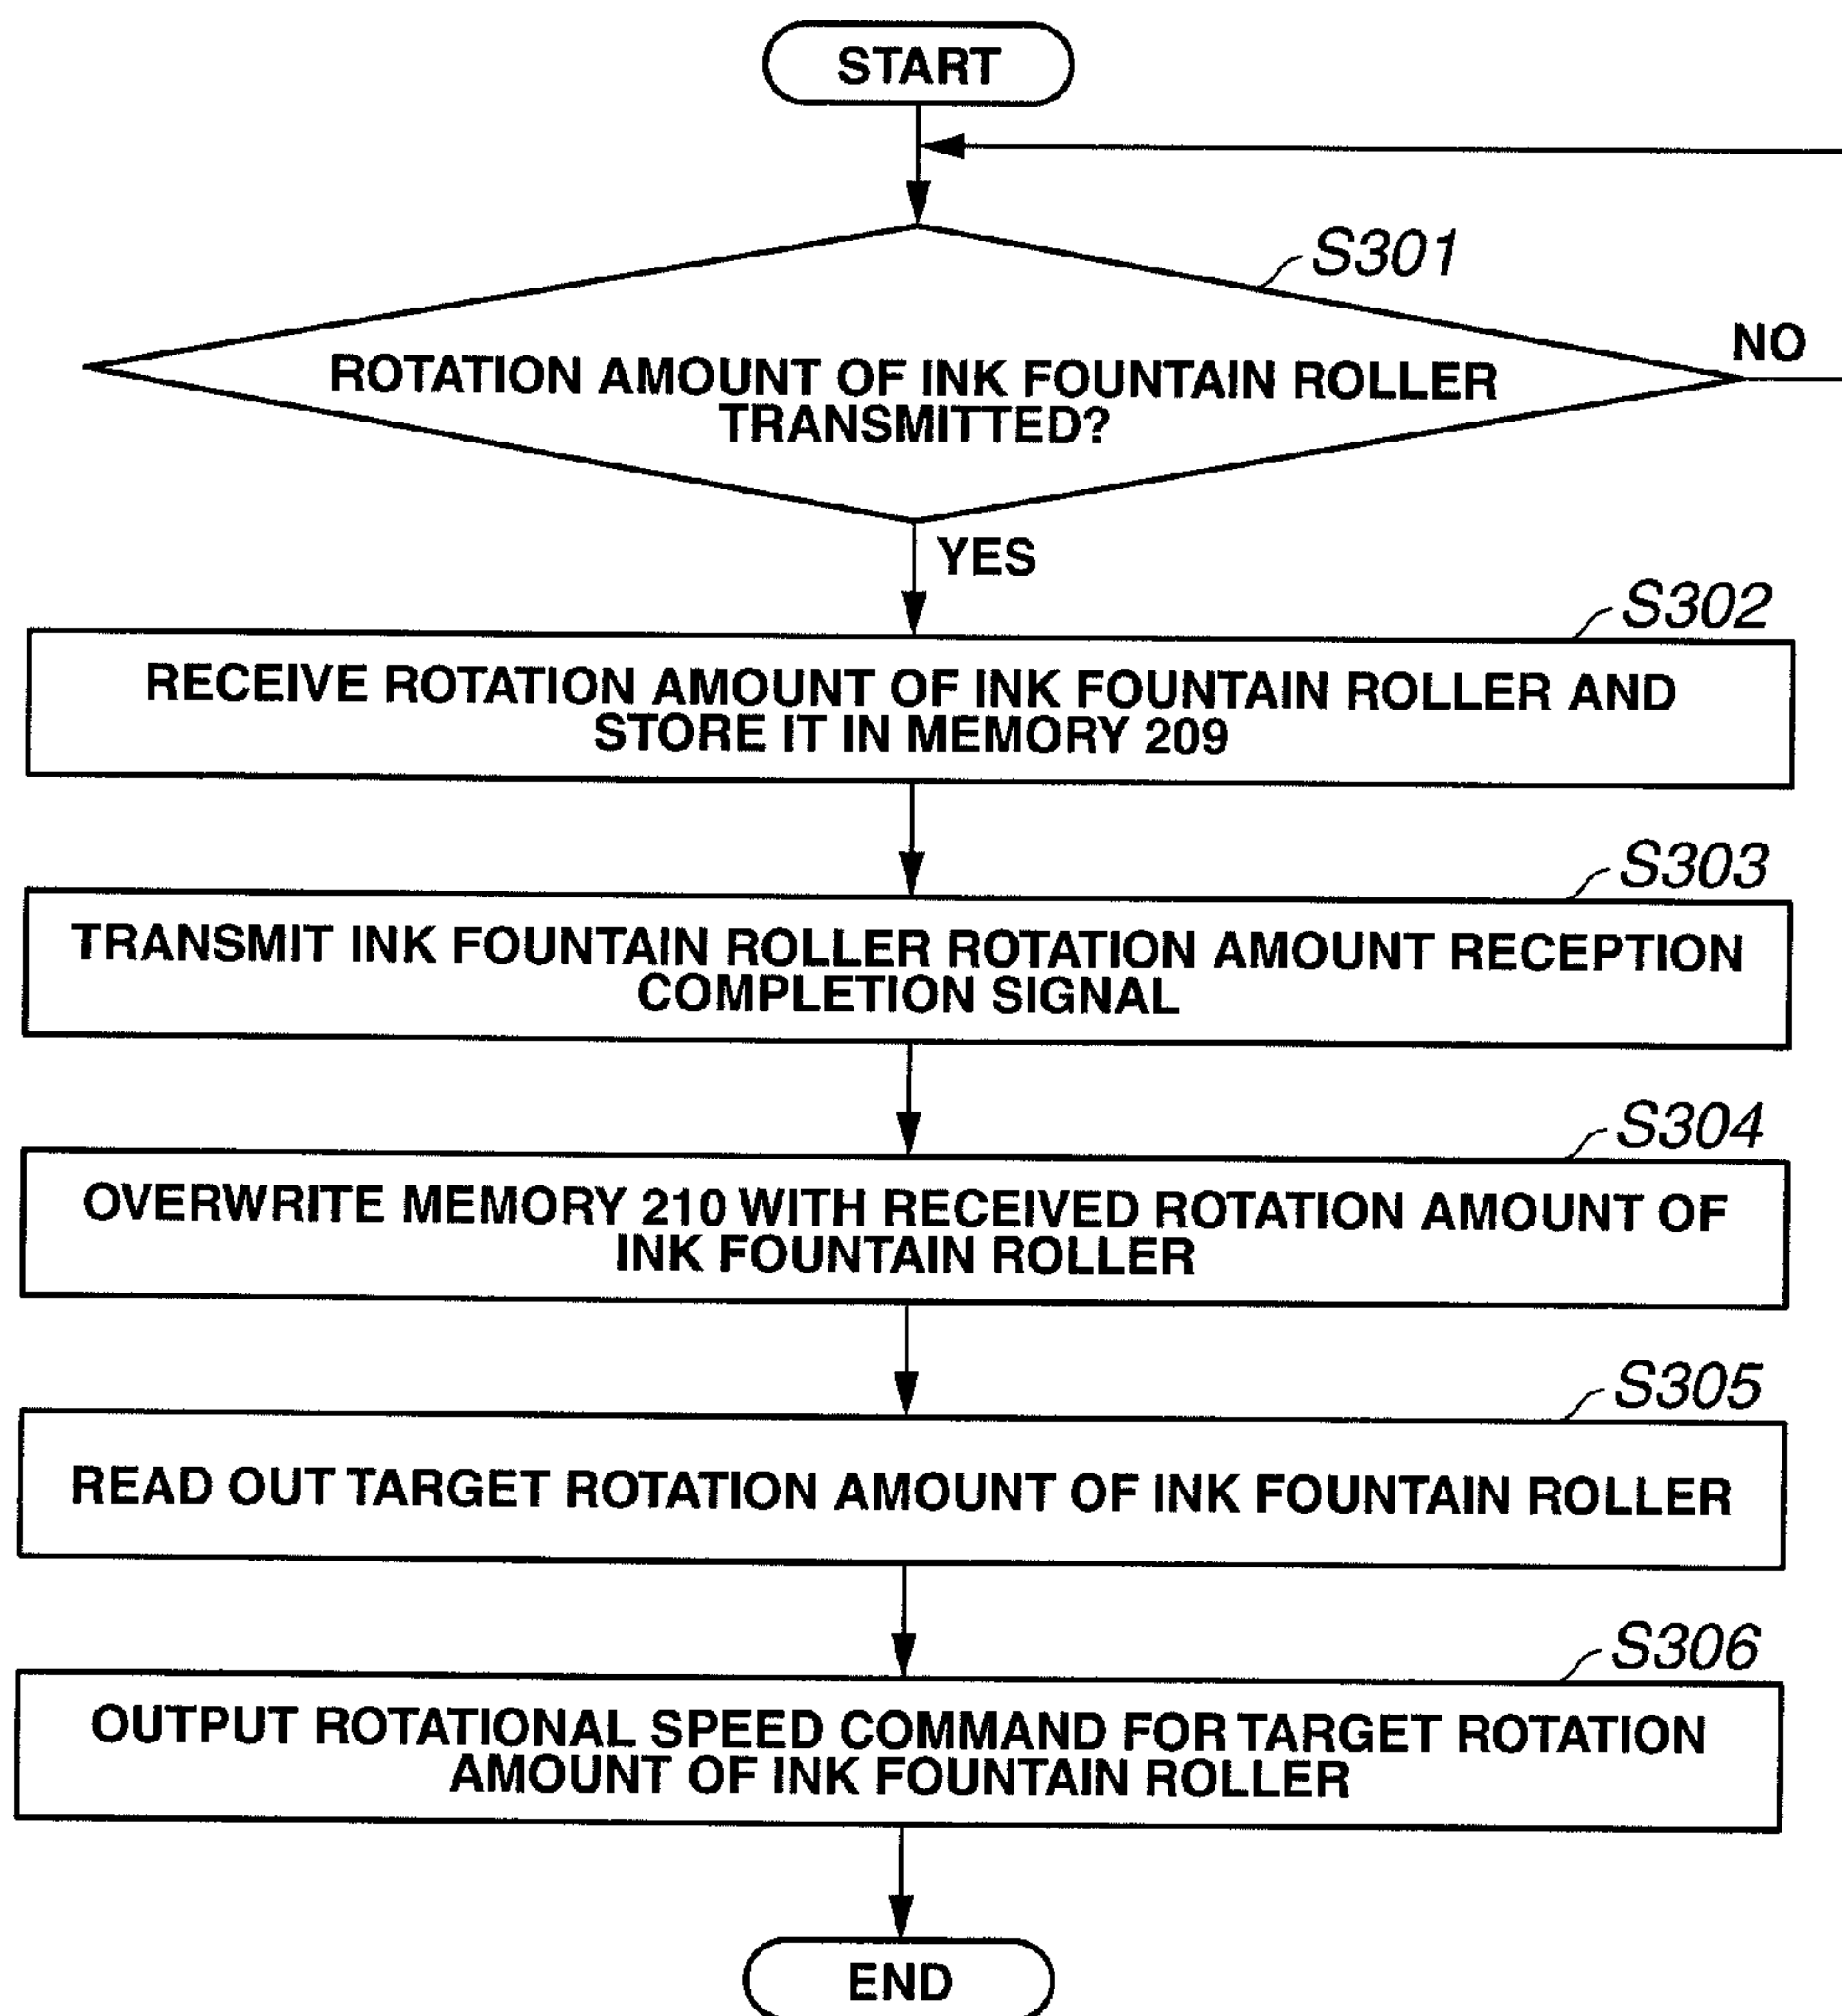 START
S301
NO
ROTATION AMOUNT OF INK FOUNTAIN ROLLER
TRANSMITTED?
YES
S302
RECEIVE ROTATION AMOUNT OF INK FOUNTAIN ROLLER AND
STORE IT IN MEMORY 209
S303
TRANSMIT INK FOUNTAIN ROLLER ROTATION AMOUNT RECEPTION
COMPLETION SIGNAL
S304
OVERWRITE MEMORY 210 WITH RECEIVED ROTATION AMOUNT OF
INK FOUNTAIN ROLLER
S305
READ OUT TARGET ROTATION AMOUNT OF INK FOUNTAIN ROLLER
S306
OUTPUT ROTATIONAL SPEED COMMAND FOR TARGET ROTATION
AMOUNT OF INK FOUNTAIN ROLLER
END